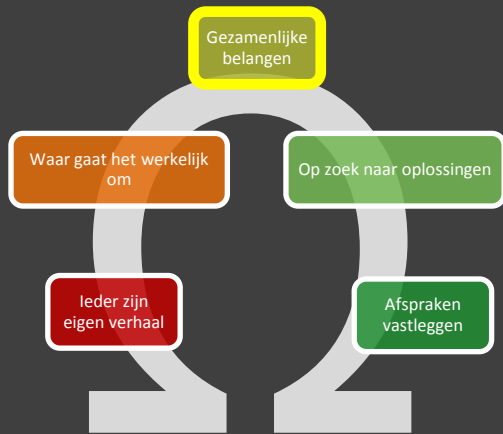 Gezamenlijke
belangen
Waar gaat het werkelijk
om
Op zoek naar oplossingen
Ieder zijn
eigen verhaal
Afspraken
vastleggen